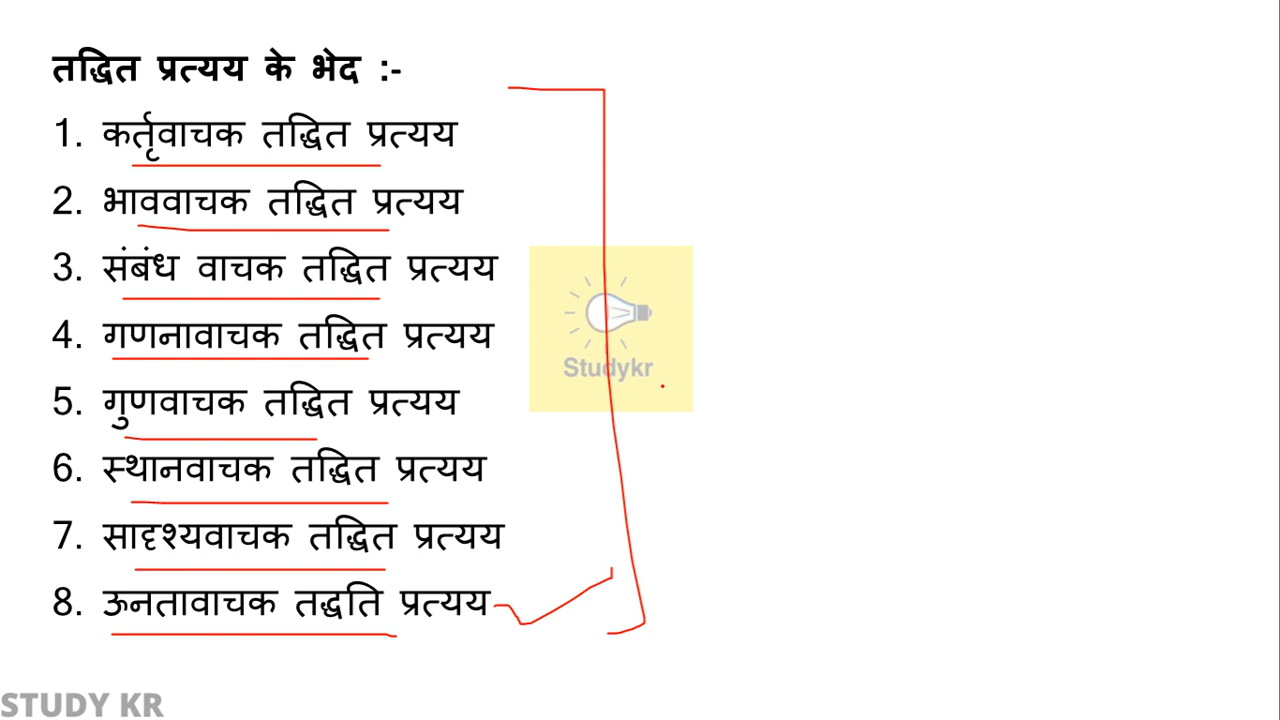 तद्धित प्रत्यय के भेद :-
1. कर्तृवाचक तद्धित प्रत्यय
2. भाववाचक तद्धित प्रत्यय
3. संबंध वाचक तद्धित प्रत्यय
4. गणनावाचक तद्धित प्रत्यय
5. गुणवाचक तद्धित प्रत्यय
6. स्थानवाचक तद्धित प्रत्यय
7. सादृश्यवाचक तद्धित प्रत्यय
8. ऊनतावाचक तद्धति प्रत्यय
Studykr
STUDY KR